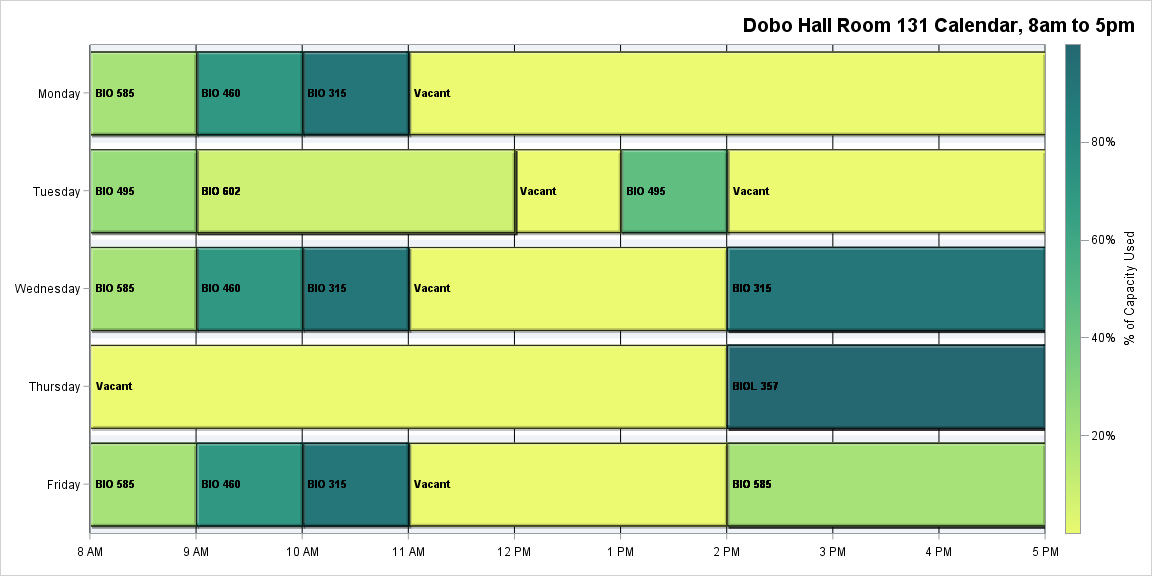 Dobo Hall Room 131 Calendar, 8am to 5pm
Monday
BIO 585
BIO 460
BIO 315
Vacant
Tuesday
BIO 495
BIO 602
Vacant
BIO 495
Vacant
Wednesday
BIO 585
BIO 460
BIO 315
Vacant
BIO 315
Thursday
Vacant
BIOL 357
Friday
BIO 585
BIO 460
BIO 315
Vacant
BIO 585
8 AM
9 AM
10 AM
11 AM
12 PM
1 PM
2 PM
3 PM
4 PM
5 PM
80%
60%
40%
20%
% of Capacity Used